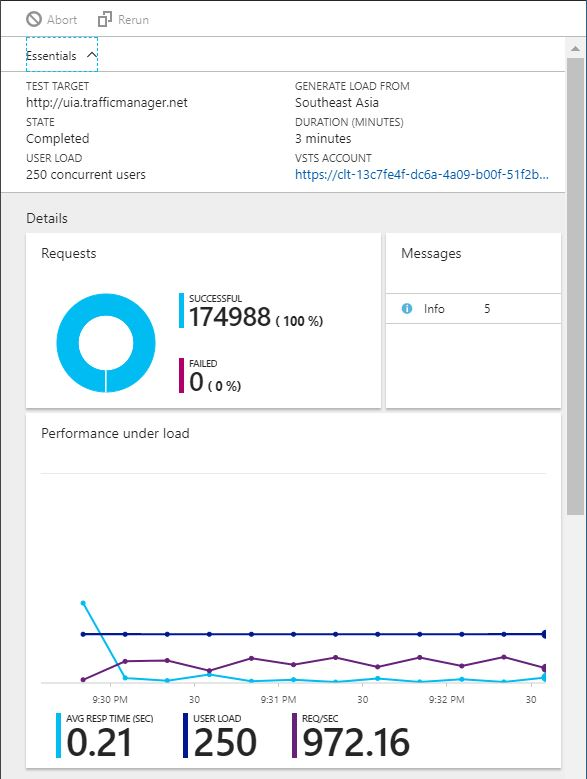 Abort Rerun
Essentials
TEST TARGET
http://uia.trafficmanager.net
STATE
Completed
USER LOAD
250 concurrent users
GENERATE LOAD FROM
Southeast Asia
DURATION (MINUTES)
3 minutes
VSTS ACCOUNT
https://clt-13c7fe4f-dc6a-4a09-b00f-51f2b...
Details
Requests
SUCCESSFUL
174988 ( 100 %)
FAILED
0 ( 0 %)
Messages
Info 5
Performance under load
9:30 PM 30 9:31 PM 30 9:32 PM 30
AVG RESP TIME (SEC)
0.21
USER LOAD
250
REQ/SEC
972.16